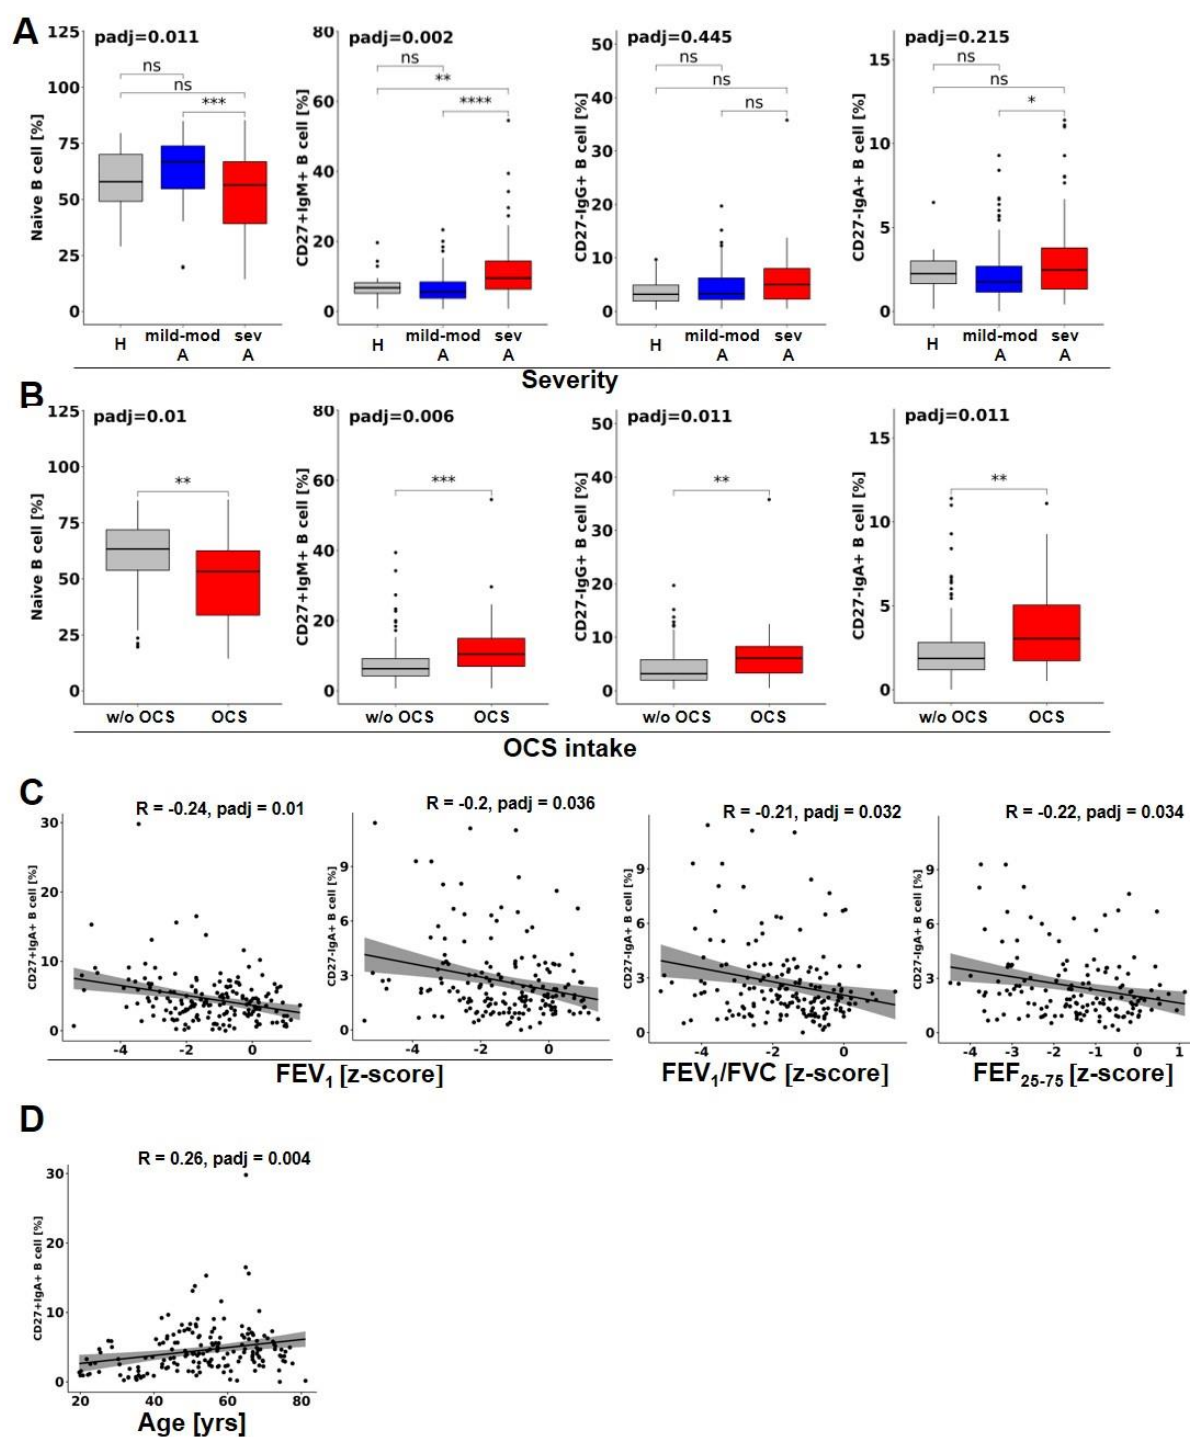 A
padj=0.011
padj=0.002
padj=0.445
padj=0.215
Naive B cell [%]
125
100
75
50
25
0
ns
ns
***
H
mild-mod
A
sev
A
CD27+IgM+ B cell [%]
80
60
40
20
0
ns
**
****
H
mild-mod
A
sev
A
CD27-IgG+ B cell [%]
50
40
30
20
10
0
ns
ns
ns
H
mild-mod
A
sev
A
CD27-IgA+ B cell [%]
15
10
5
0
ns
ns
*
H
mild-mod
A
sev
A
Severity
B
padj=0.01
padj=0.006
padj=0.011
padj=0.011
Naive B cell [%]
125
100
75
50
25
0
**
w/o OCS OCS
CD27+IgM+ B cell [%]
80
60
40
20
0
***
w/o OCS OCS
CD27-IgG+ B cell [%]
50
40
30
20
10
0
**
w/o OCS OCS
CD27-IgA+ B cell [%]
15
10
5
0
**
w/o OCS OCS
OCS intake
C
R = -0.24, padj = 0.01
CD27+IgA+ B cell [%]
30
20
10
0
-4 -2 0
R = -0.2, padj = 0.036
CD27-IgA+ B cell [%]
9
6
3
0
-4 -2 0
FEV1 [z-score]
R = -0.21, padj = 0.032
CD27-IgA+ B cell [%]
9
6
3
0
-4 -2 0
FEV1/FVC [z-score]
R = -0.22, padj = 0.034
CD27-IgA+ B cell [%]
9
6
3
0
-4 -3 -2 -1 0 1
FEF25-75 [z-score]
D
R = 0.26, padj = 0.004
CD27+IgA+ B cell [%]
30
20
10
0
20 40 60 80
Age [yrs]